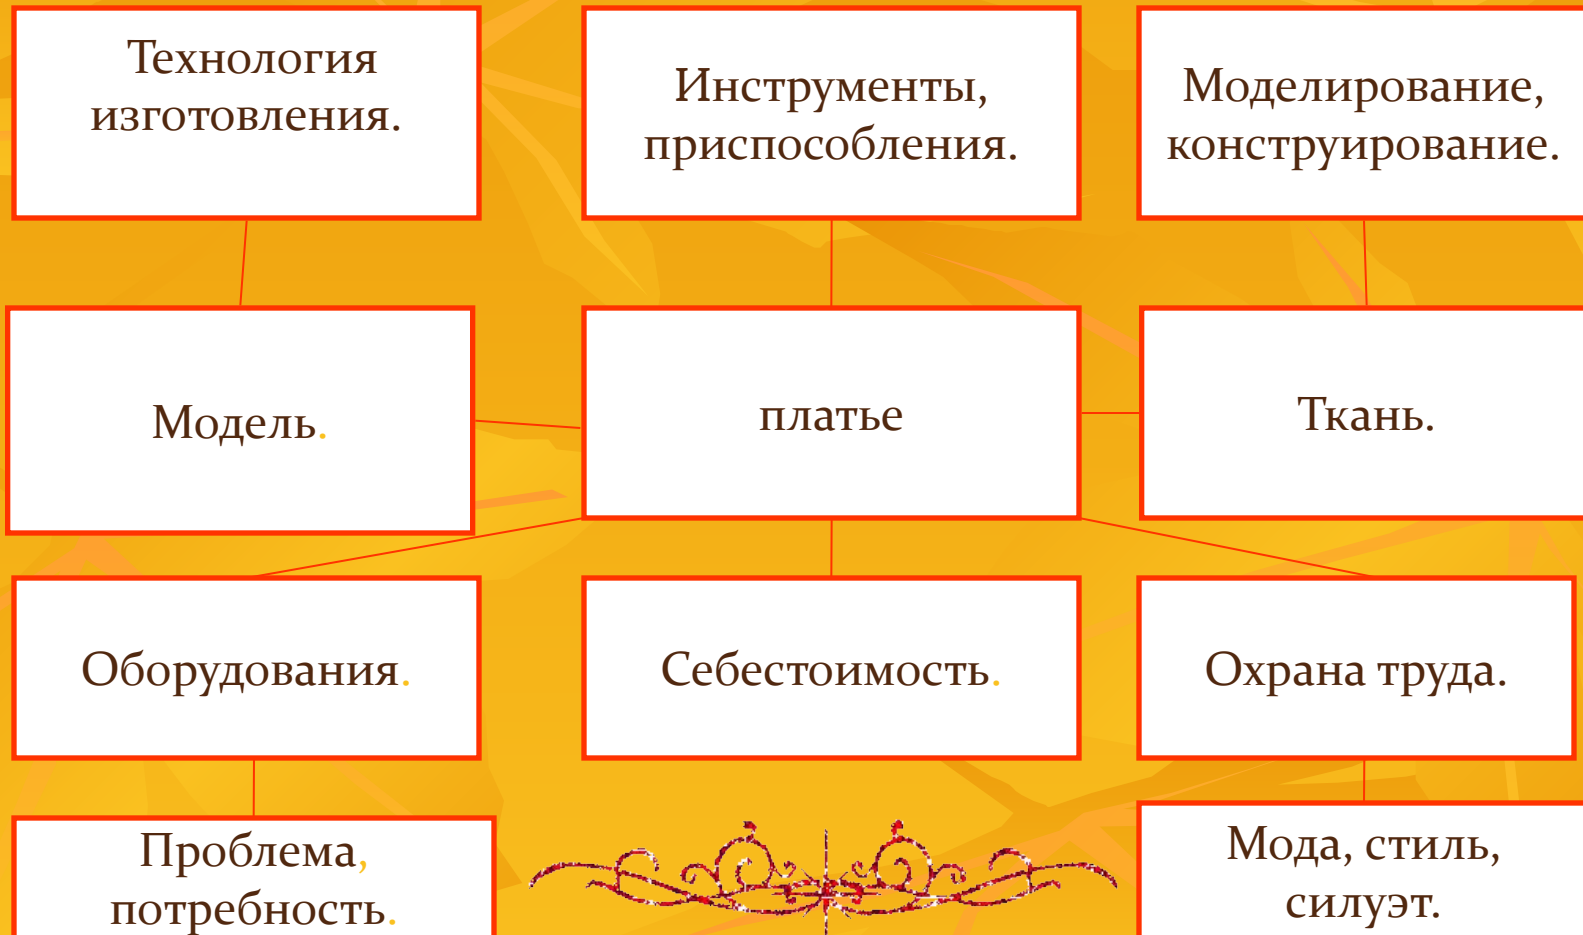 Технология
изготовления.
Инструменты,
приспособления.
Моделирование,
конструирование.
Модель.
платье
Ткань.
Оборудования.
Себестоимость.
Охрана труда.
Проблема,
потребность.
Мода, стиль,
силуэт.